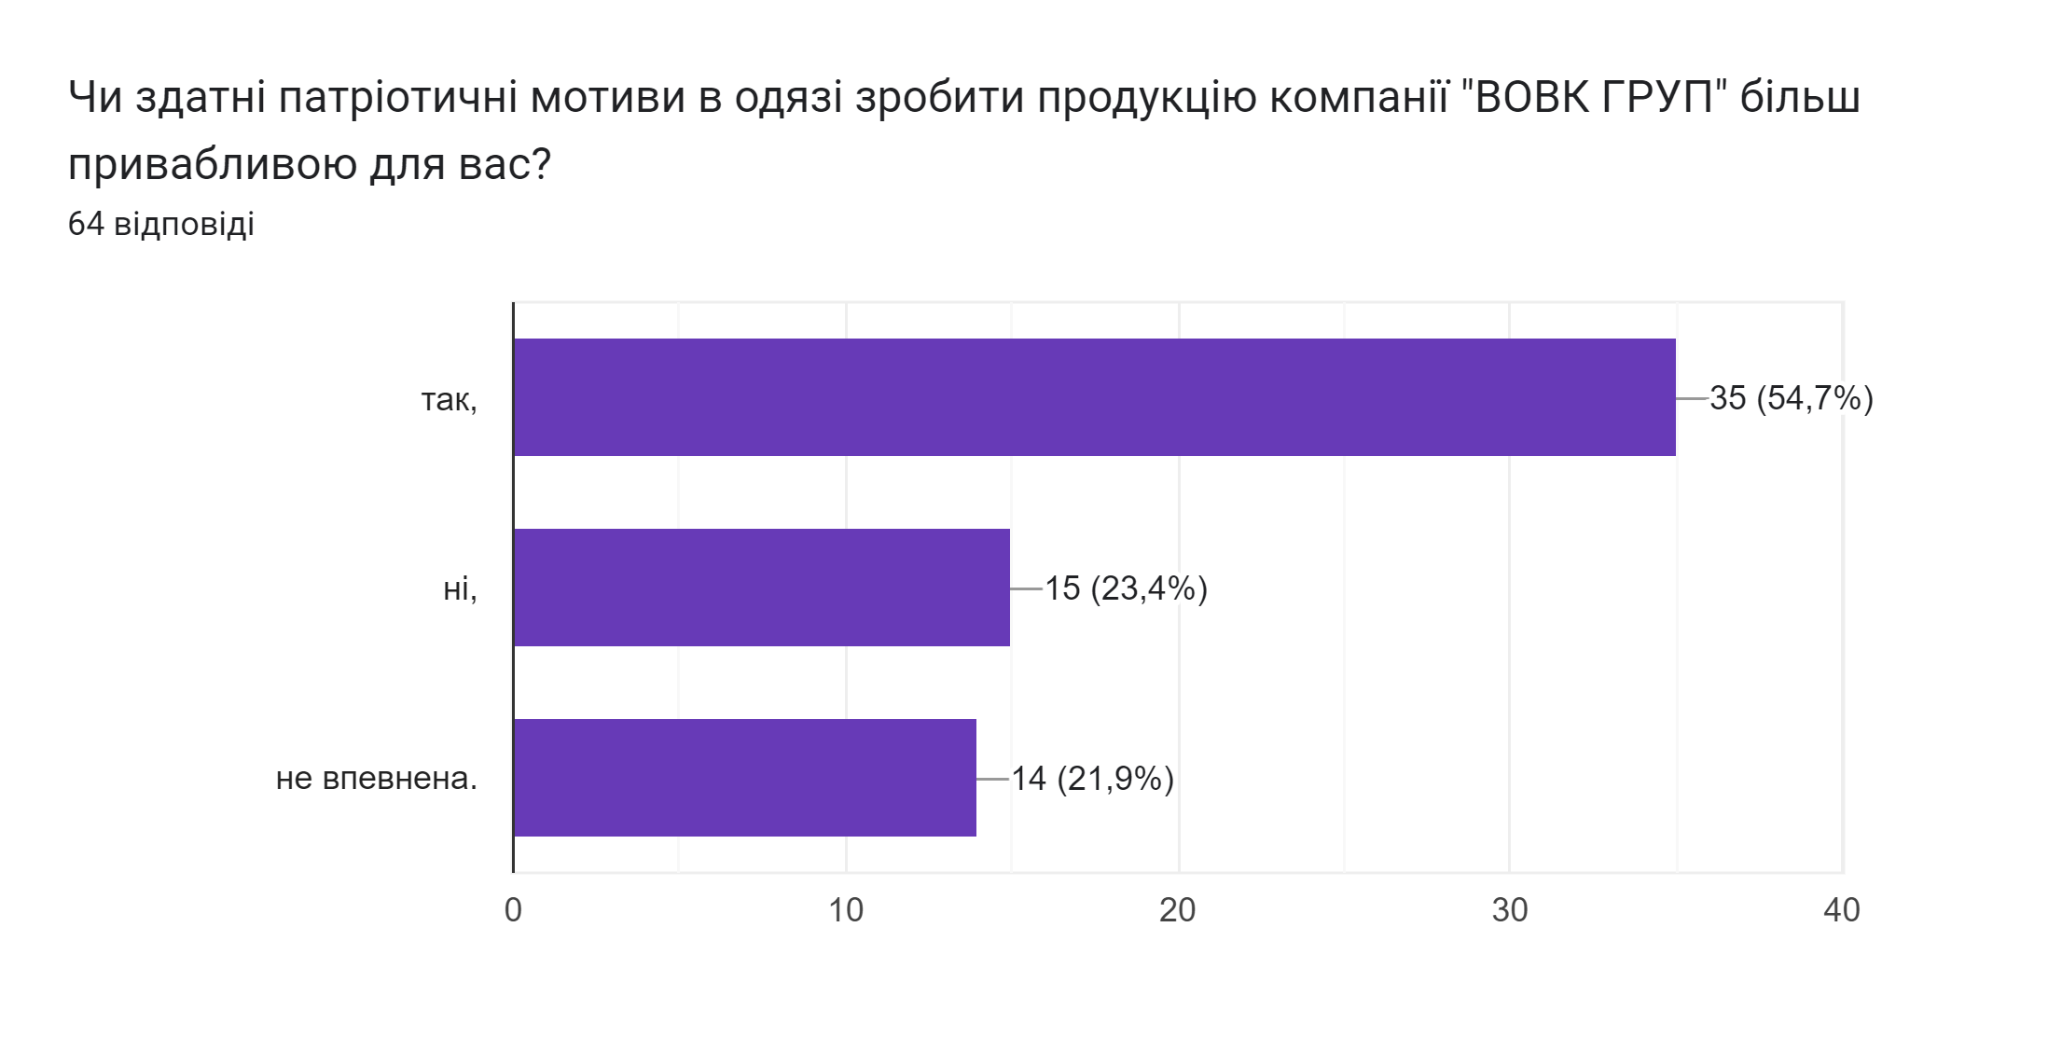 Чи здатні патріотичні мотиви в одязі зробити продукцію компанії "ВОВК ГРУП" більш
привабливою для вас?
64 відповіді
так,
35 (54,7%)
ні,
15 (23,4%)
не впевнена.
14 (21,9%)
0 10 20 30 40